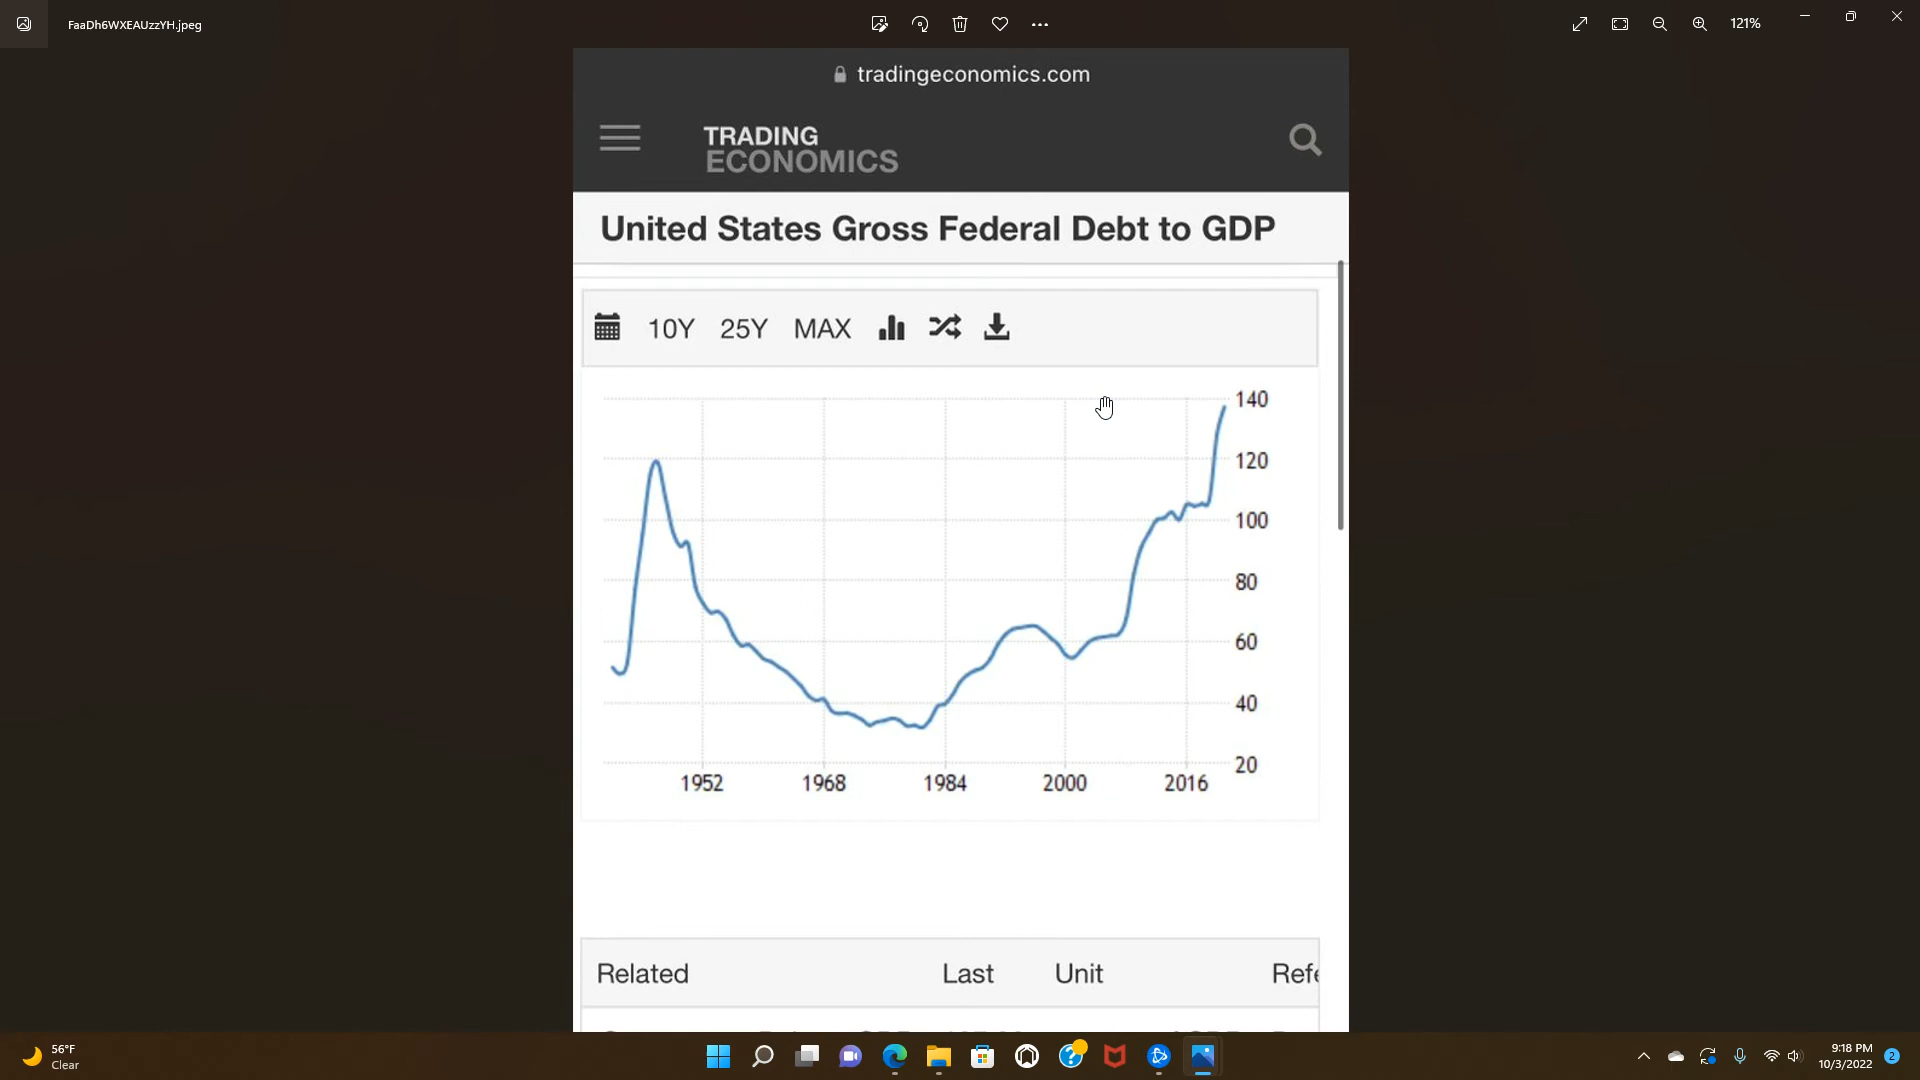 FaaDh6WXEAUzzYH.jpeg
121%
tradingeconomics.com
TRADING
ECONOMICS
United States Gross Federal Debt to GDP
10Y 25Y MAX
140
120
100
80
60
40
20
1952 1968 1984 2000 2016
Related Last Unit Refe
56°F
Clear
9:18 PM
10/3/2022
2